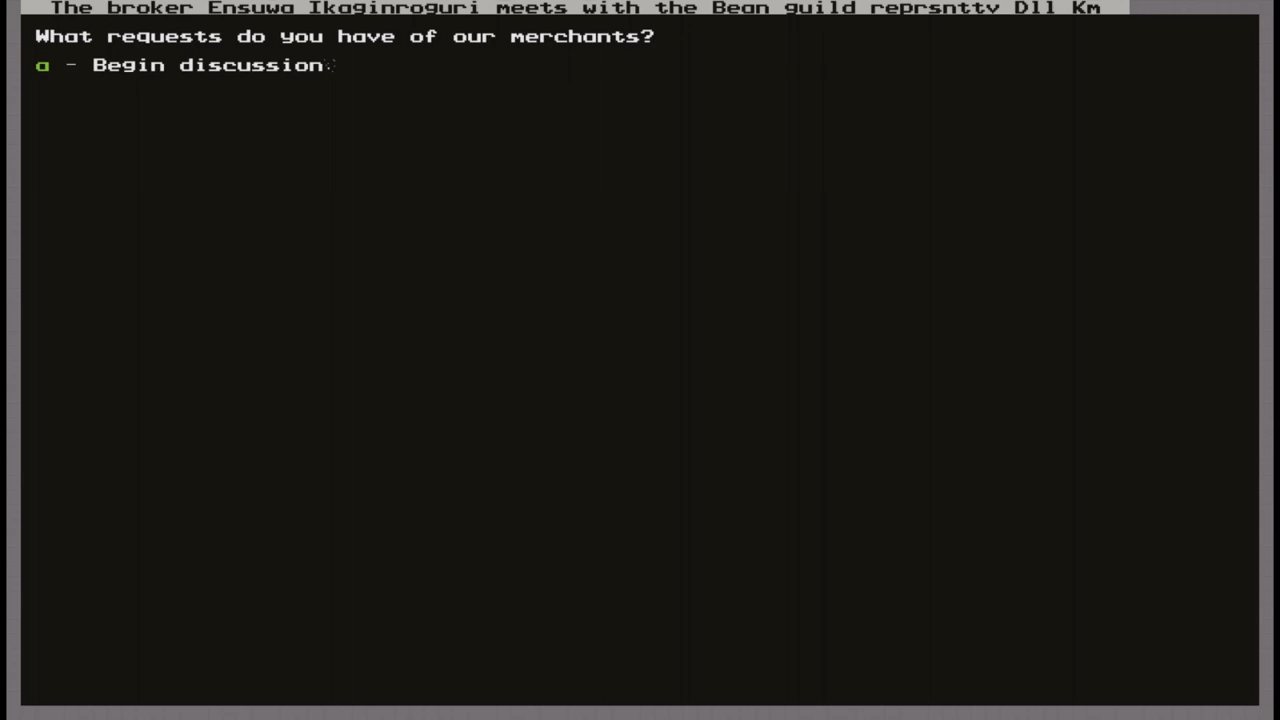 The broker Ensuwa Ikaginroguri meets with the Bean guild reprsnttv Dll Km
What requests do you have of our merchants?
a - Begin discussion